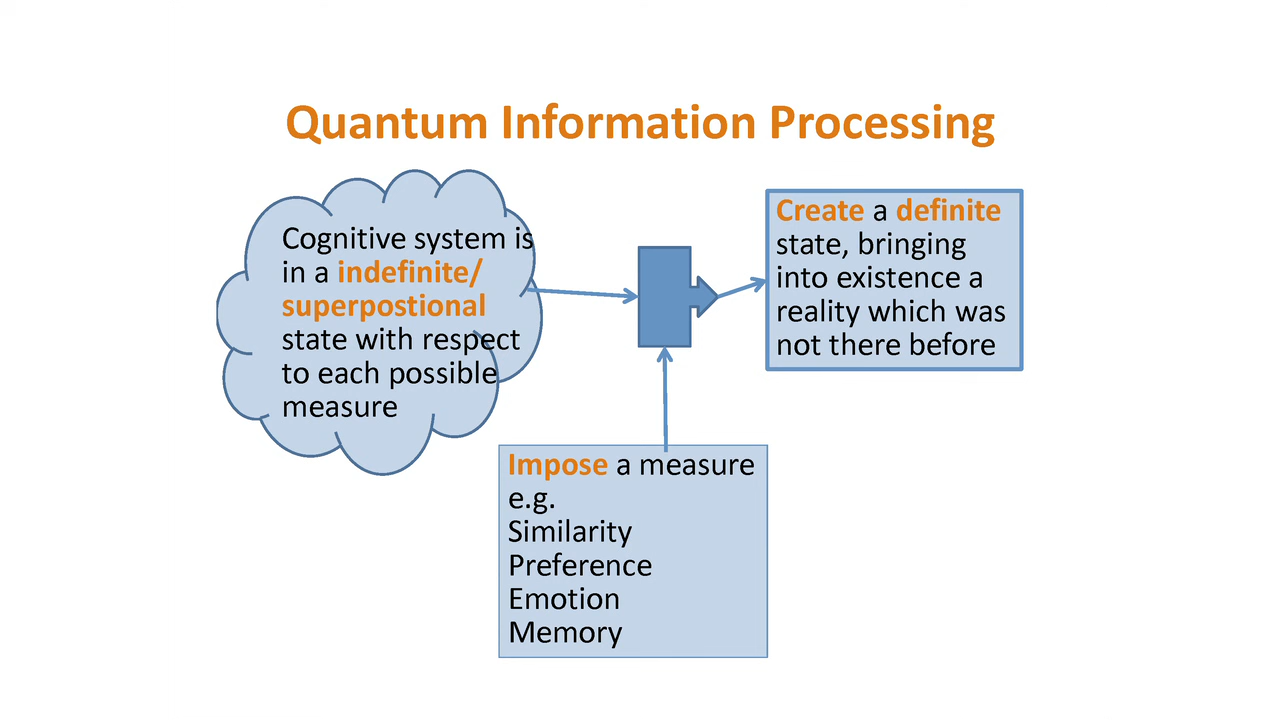 Quantum Information Processing
Cognitive system is
in a indefinite/
superpostional
state with respect
to each possible
measure
Create a definite
state, bringing
into existence a
reality which was
not there before
Impose a measure
e.g.
Similarity
Preference
Emotion
Memory